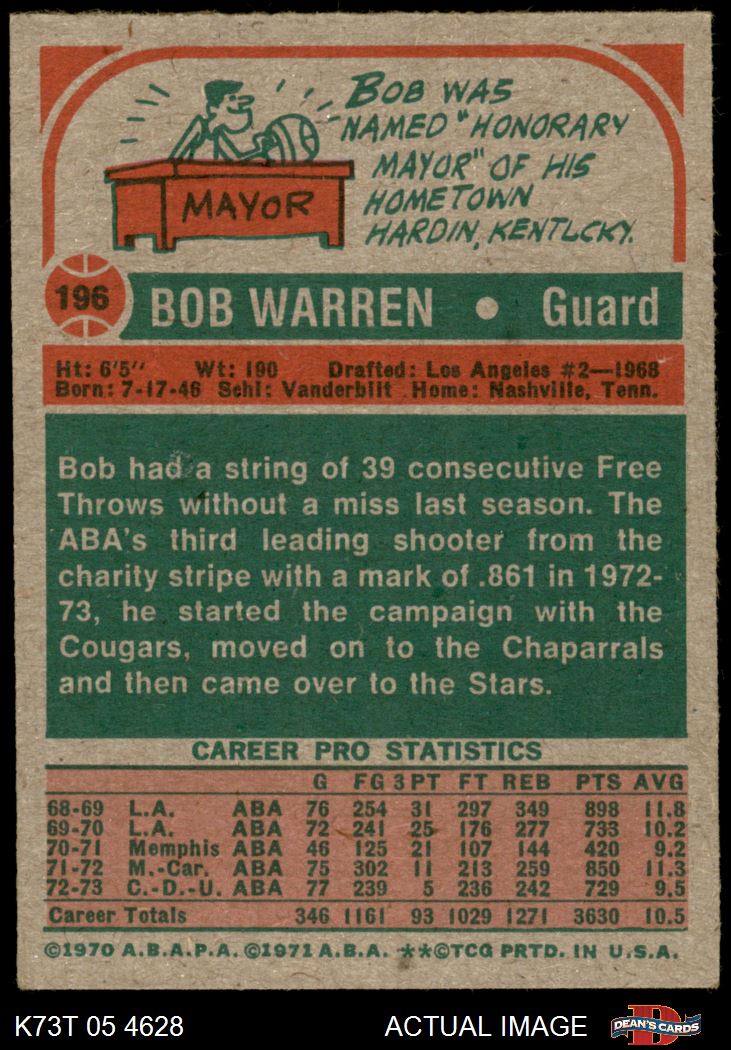 BOB WAS
NAMED "HONORARY
MAYOR" OF HIS
HOMETOWN
HARDIN, KENTLCKY.
MAYOR
196
BOB WARREN • Guard
Ht: 6'5" Wt: 190 Drafted: Los Angeles #2—1968
Born: 7-17-46 Schl: Vanderbilt Home: Nashville, Tenn.
Bob had a string of 39 consecutive Free
Throws without a miss last season. The
ABA's third leading shooter from the
charity stripe with a mark of .861 in 1972-
73, he started the campaign with the
Cougars, moved on to the Chaparrals
and then came over to the Stars.
CAREER PRO STATISTICS
G FG 3PT FT REB PTS AVG
68-69 L.A. ABA 76 254 31 297 349 898 11.8
69-70 L.A. ABA 72 241 25 176 277 733 10.2
70-71 Memphis ABA 46 125 21 107 144 420 9.2
71-72 M.-Car. ABA 75 302 11 213 259 850 11.3
72-73 C.-D.-U. ABA 77 239 5 236 242 729 9.5
Career Totals 346 1161 93 1029 1271 3630 10.5
©1970 A.B.A.P.A. ©1971 A.B.A. **©TCG PRTD. IN U.S.A.
K73T 05 4628 ACTUAL IMAGE DEAN'S CARDS